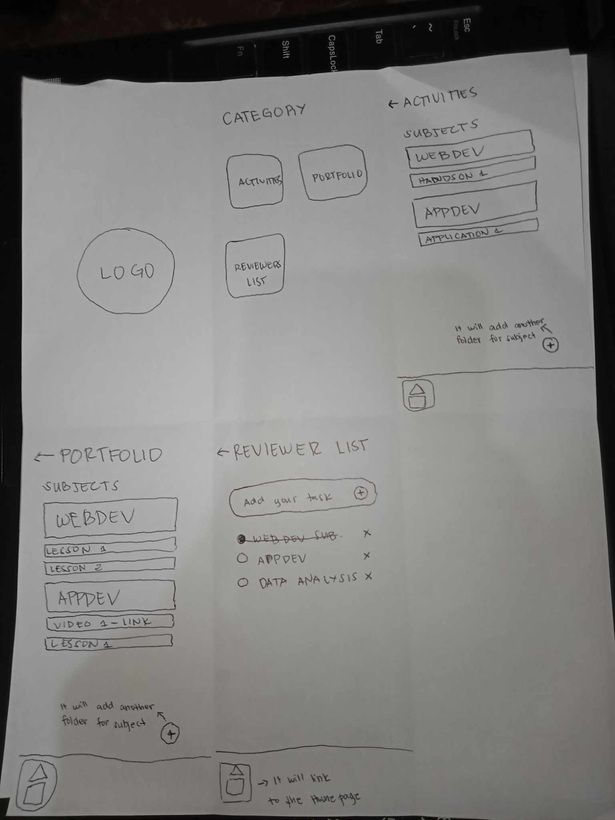 Esc
~
Tab
CapsLock
Shift
Fn
LOGO
CATEGORY
ACTIVITIES
PORTFOLIO
REVIEWERS
LIST
← ACTIVITIES
SUBJECTS
WEBDEV
HANDSON 1
APPDEV
APPLICATION 1
It will add another
folder for subject
+
← PORTFOLIO
SUBJECTS
WEBDEV
LESSON 1
LESSON 2
APPDEV
VIDEO 1 - LINK
LESSON 1
It will add another
folder for subject
+
← REVIEWER LIST
Add your task +
WEB DEV SUB. x
APPDEV x
DATA ANALYSIS x
→ It will link
to the Home page